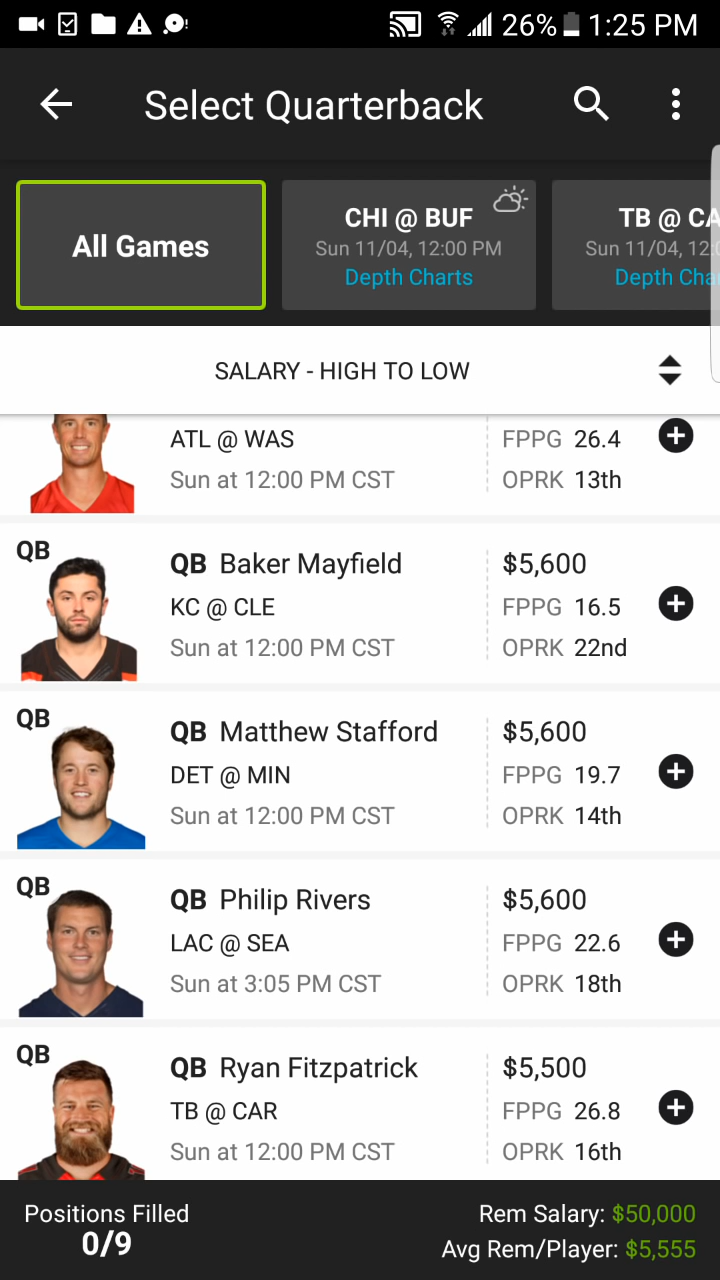 26% 1:25 PM
Select Quarterback
All Games
CHI @ BUF
Sun 11/04, 12:00 PM
Depth Charts
TB @ CA
Sun 11/04, 12:0
Depth Char
SALARY - HIGH TO LOW
ATL @ WAS
FPPG 26.4
Sun at 12:00 PM CST
OPRK 13th
QB
QB Baker Mayfield
$5,600
KC @ CLE
FPPG 16.5
Sun at 12:00 PM CST
OPRK 22nd
QB
QB Matthew Stafford
$5,600
DET @ MIN
FPPG 19.7
Sun at 12:00 PM CST
OPRK 14th
QB
QB Philip Rivers
$5,600
LAC @ SEA
FPPG 22.6
Sun at 3:05 PM CST
OPRK 18th
QB
QB Ryan Fitzpatrick
$5,500
TB @ CAR
FPPG 26.8
Sun at 12:00 PM CST
OPRK 16th
Positions Filled
0/9
Rem Salary: $50,000
Avg Rem/Player: $5,555